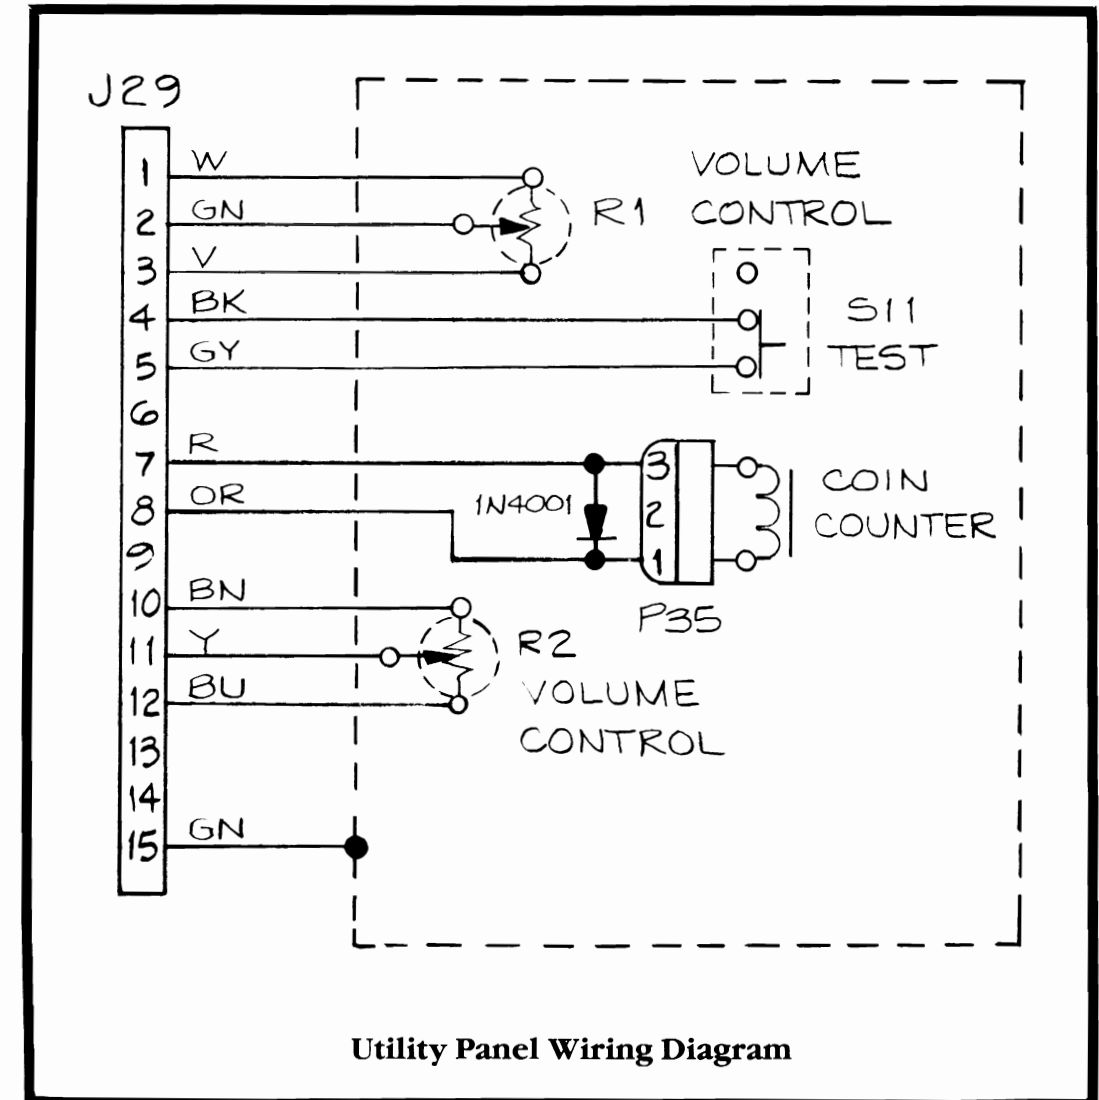 J29
1 W
2 GN
3 V
4 BK
5 GY
6
7 R
8 OR
9
10 BN
11 Y
12 BU
13
14
15 GN
R1
VOLUME
CONTROL
S11
TEST
1N4001
3
2
1
P35
COIN
COUNTER
R2
VOLUME
CONTROL
Utility Panel Wiring Diagram